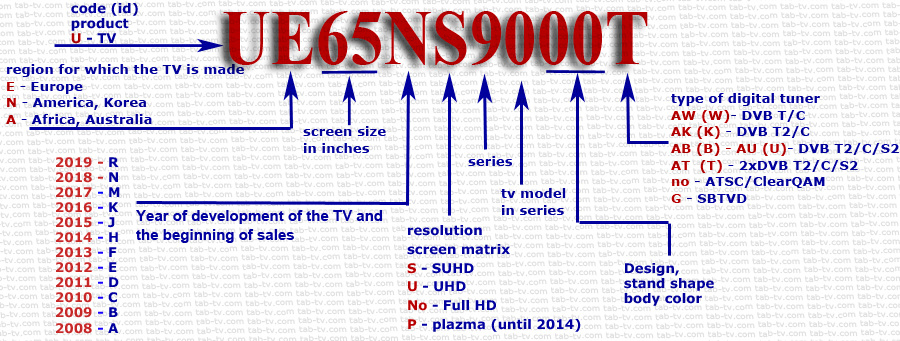 code (id)
product
U - TV
UE65NS9000T
region for which the TV is made
E - Europe
N - America, Korea
A - Africa, Australia
screen size
in inches
series
tv model
in series
type of digital tuner
AW (W)- DVB T/C
AK (K) - DVB T2/C
AB (B) - AU (U)- DVB T2/C/S2
AT (T) - 2xDVB T2/C/S2
no - ATSC/ClearQAM
G - SBTVD
2019 - R
2018 - N
2017 - M
2016 - K
2015 - J
2014 - H
2013 - F
2012 - E
2011 - D
2010 - C
2009 - B
2008 - A
Year of development of the TV and
the beginning of sales
resolution
screen matrix
S - SUHD
U - UHD
No - Full HD
P - plazma (until 2014)
Design,
stand shape
body color
tab-tv.com